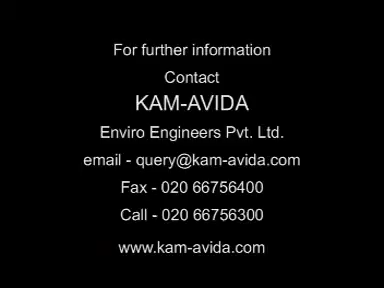 For further information
Contact
KAM-AVIDA
Enviro Engineers Pvt. Ltd.
email - query@kam-avida.com
Fax - 020 66756400
Call - 020 66756300
www.kam-avida.com